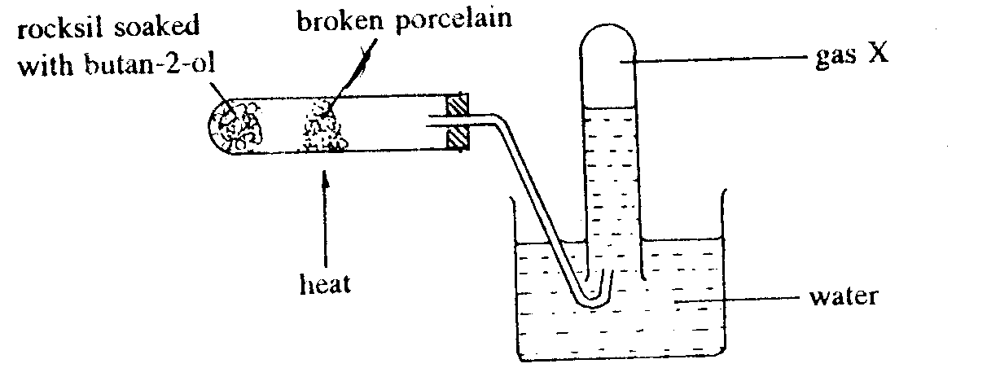 rocksil soaked
with butan-2-ol
broken porcelain
gas X
heat
water